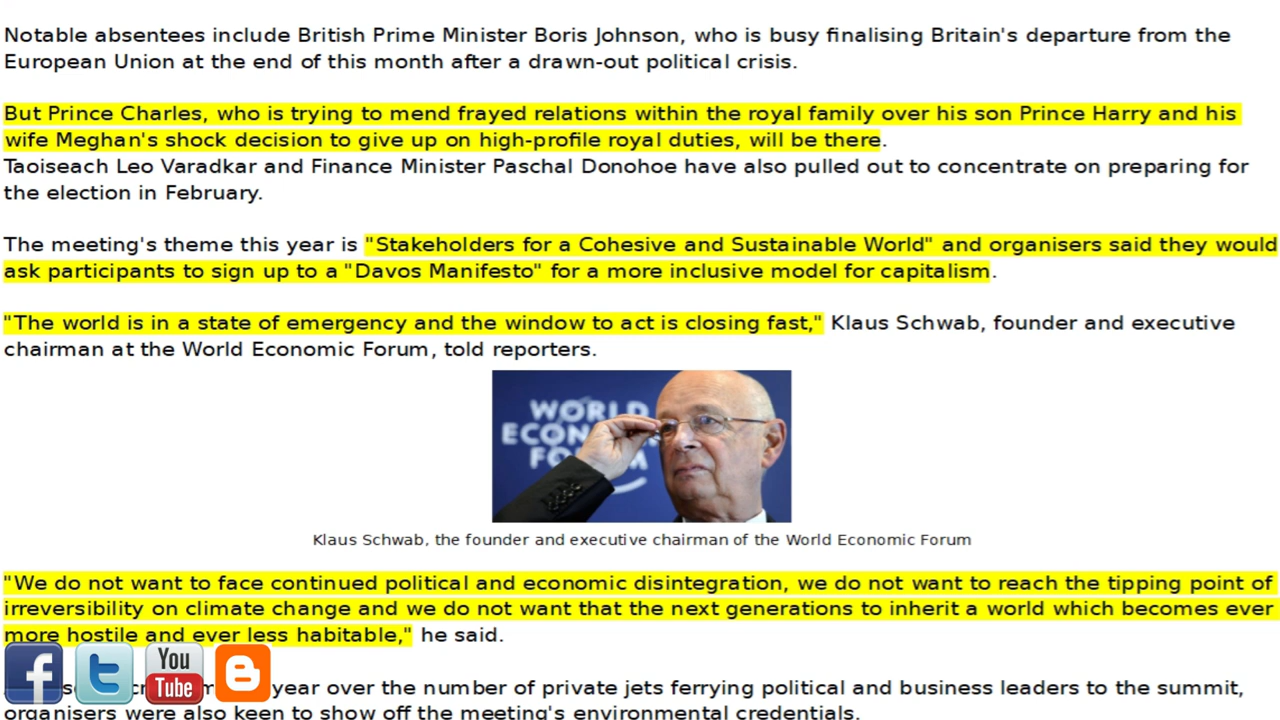 Notable absentees include British Prime Minister Boris Johnson, who is busy finalising Britain's departure from the
European Union at the end of this month after a drawn-out political crisis.
But Prince Charles, who is trying to mend frayed relations within the royal family over his son Prince Harry and his
wife Meghan's shock decision to give up on high-profile royal duties, will be there.
Taoiseach Leo Varadkar and Finance Minister Paschal Donohoe have also pulled out to concentrate on preparing for
the election in February.
The meeting's theme this year is "Stakeholders for a Cohesive and Sustainable World" and organisers said they would
ask participants to sign up to a "Davos Manifesto" for a more inclusive model for capitalism.
"The world is in a state of emergency and the window to act is closing fast," Klaus Schwab, founder and executive
chairman at the World Economic Forum, told reporters.
WORLD
ECONOMIC
FORUM
Klaus Schwab, the founder and executive chairman of the World Economic Forum
"We do not want to face continued political and economic disintegration, we do not want to reach the tipping point of
irreversibility on climate change and we do not want that the next generations to inherit a world which becomes ever
more hostile and ever less habitable," he said.
year over the number of private jets ferrying political and business leaders to the summit,
organisers were also keen to show off the meeting's environmental credentials.
f
t
You
Tube
B